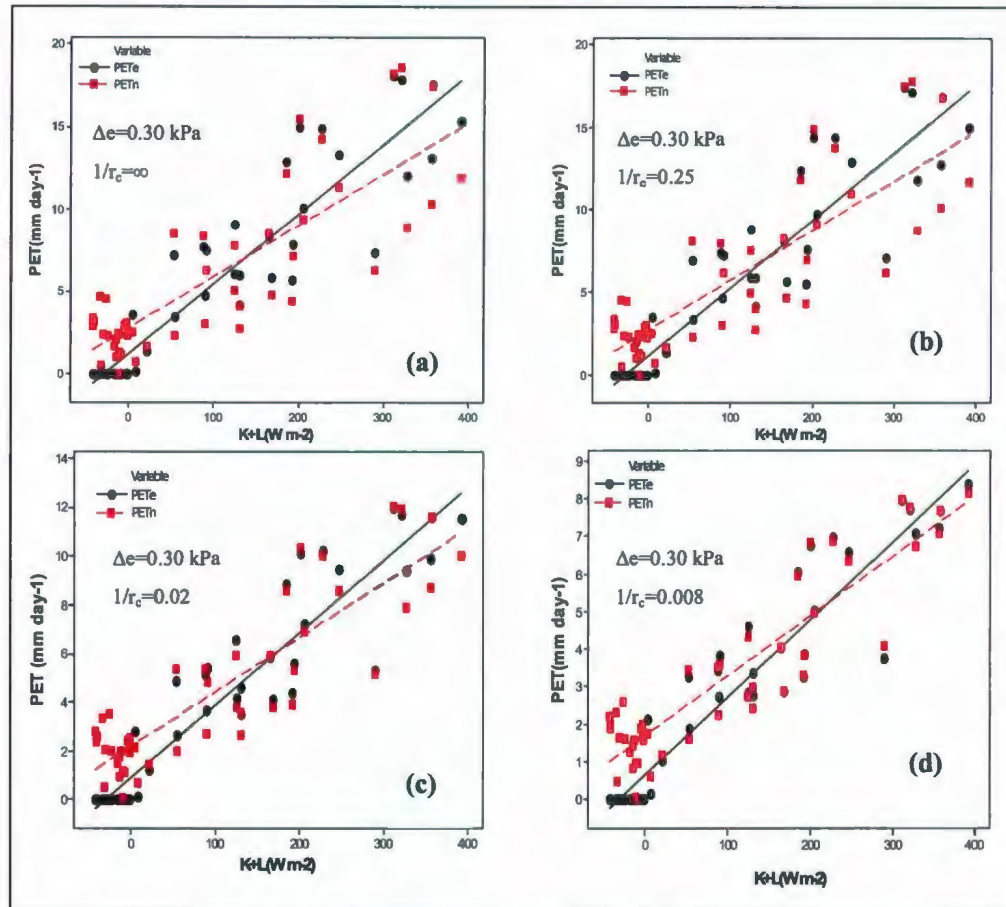 Variable
PETe
PETn
Δe=0.30 kPa
1/rc=∞
(a)
PET(mm day-1)
20
15
10
5
0
0 100 200 300 400
K+L(W m-2)
Variable
PETe
PETn
Δe=0.30 kPa
1/rc=0.25
(b)
PET(mm day-1)
20
15
10
5
0
0 100 200 300 400
K+L(W m-2)
Variable
PETe
PETn
Δe=0.30 kPa
1/rc=0.02
(c)
PET (mm day-1)
14
12
10
8
6
4
2
0
0 100 200 300 400
K+L(W m-2)
Variable
PETe
PETn
Δe=0.30 kPa
1/rc=0.008
(d)
PET (mm day-1)
9
8
7
6
5
4
3
2
1
0
0 100 200 300 400
K+L(W m-2)